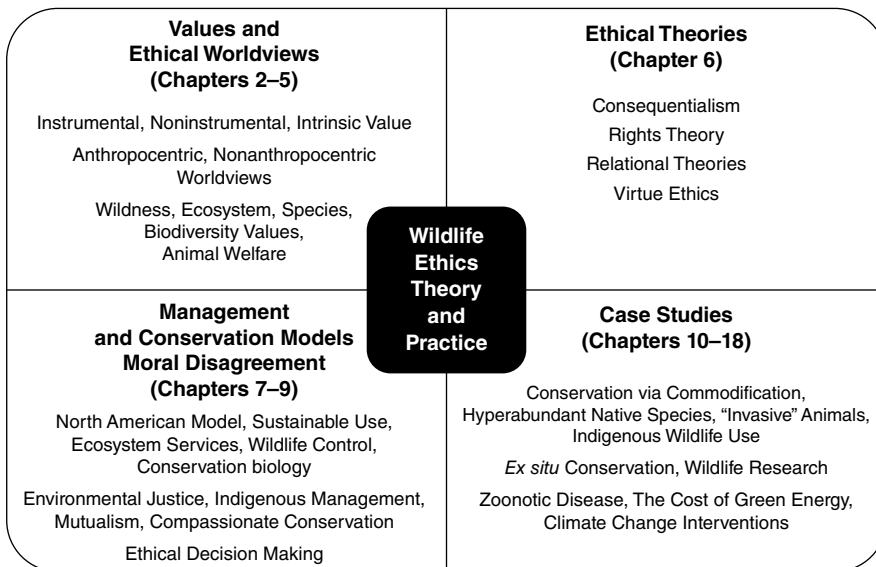 Values and
Ethical Worldviews
(Chapters 2–5)
Instrumental, Noninstrumental, Intrinsic Value
Anthropocentric, Nonanthropocentric
Worldviews
Wildness, Ecosystem, Species,
Biodiversity Values,
Animal Welfare
Ethical Theories
(Chapter 6)
Consequentialism
Rights Theory
Relational Theories
Virtue Ethics
Wildlife
Ethics
Theory
and
Practice
Management
and Conservation Models
Moral Disagreement
(Chapters 7–9)
North American Model, Sustainable Use,
Ecosystem Services, Wildlife Control,
Conservation biology
Environmental Justice, Indigenous Management,
Mutualism, Compassionate Conservation
Ethical Decision Making
Case Studies
(Chapters 10–18)
Conservation via Commodification,
Hyperabundant Native Species, “Invasive” Animals,
Indigenous Wildlife Use
Ex situ Conservation, Wildlife Research
Zoonotic Disease, The Cost of Green Energy,
Climate Change Interventions